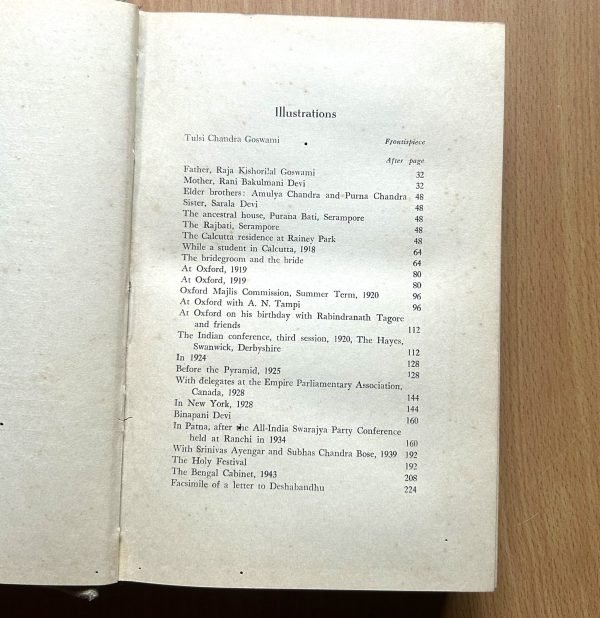 Illustrations
Tulsi Chandra Goswami Frontispiece
After page
Father, Raja Kishorilal Goswami 32
Mother, Rani Bakulmani Devi 32
Elder brothers: Amulya Chandra and Purna Chandra 48
Sister, Sarala Devi 48
The ancestral house, Purana Bati, Serampore 48
The Rajbati, Serampore 48
The Calcutta residence at Rainey Park 48
While a student in Calcutta, 1918 64
The bridegroom and the bride 64
At Oxford, 1919 80
At Oxford, 1919 80
Oxford Majlis Commission, Summer Term, 1920 96
At Oxford with A. N. Tampi 96
At Oxford on his birthday with Rabindranath Tagore
and friends 112
The Indian conference, third session, 1920, The Hayes,
Swanwick, Derbyshire 112
In 1924 128
Before the Pyramid, 1925 128
With delegates at the Empire Parliamentary Association,
Canada, 1928 144
In New York, 1928 144
Binapani Devi 160
In Patna, after the All-India Swarajya Party Conference
held at Ranchi in 1934 160
With Srinivas Ayengar and Subhas Chandra Bose, 1939 192
The Holy Festival 192
The Bengal Cabinet, 1943 208
Facsimile of a letter to Deshabandhu 224